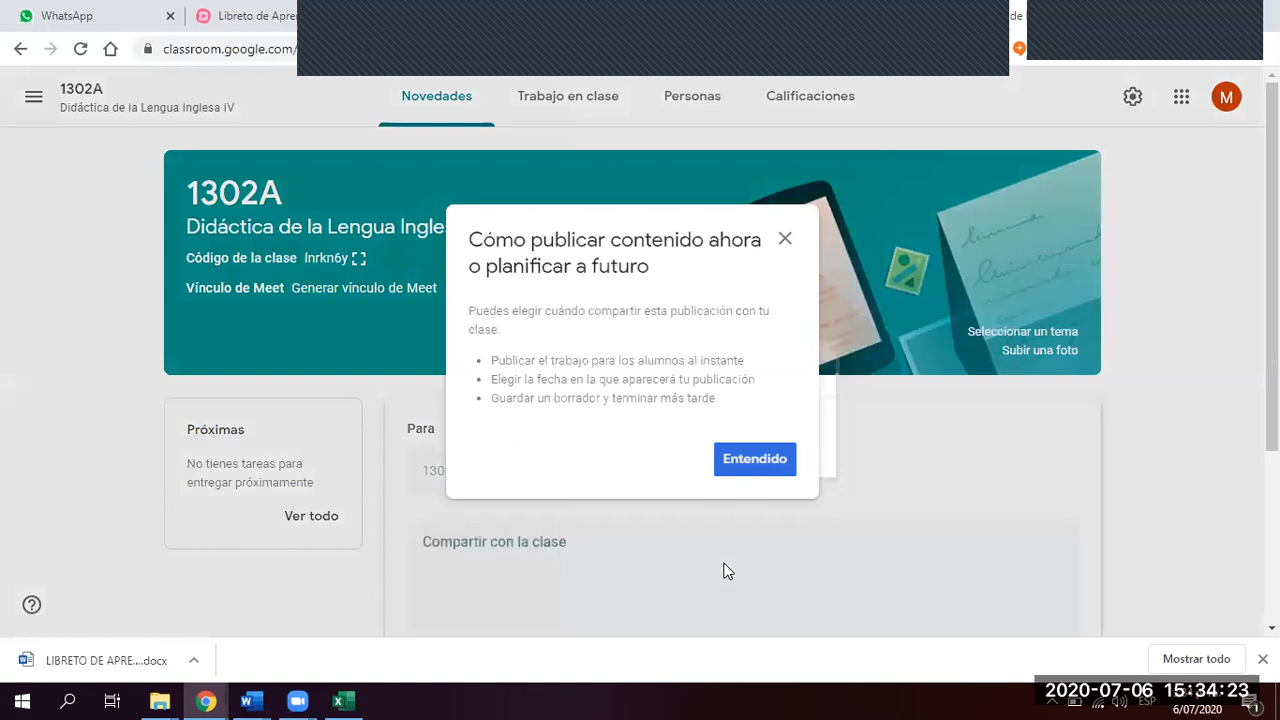 WhatsApp
Libreto de Apre
de
classroom.google.com/
1302A
Didáctica de la Lengua Inglesa IV
Novedades
Trabajo en clase
Personas
Calificaciones
M
1302A
Didáctica de la Lengua Ingle
Código de la clase lnrkn6y
Vínculo de Meet Generar vínculo de Meet
Seleccionar un tema
Subir una foto
Cómo publicar contenido ahora
o planificar a futuro
Puedes elegir cuándo compartir esta publicación con tu
clase:
• Publicar el trabajo para los alumnos al instante
• Elegir la fecha en la que aparecerá tu publicación
• Guardar un borrador y terminar más tarde
Entendido
Próximas
No tienes tareas para
entregar próximamente
Ver todo
Para
130
Compartir con la clase
LIBRETO DE APRE....docx
Mostrar todo
2020-07-06 15:34:23
ESP
6/07/2020
1